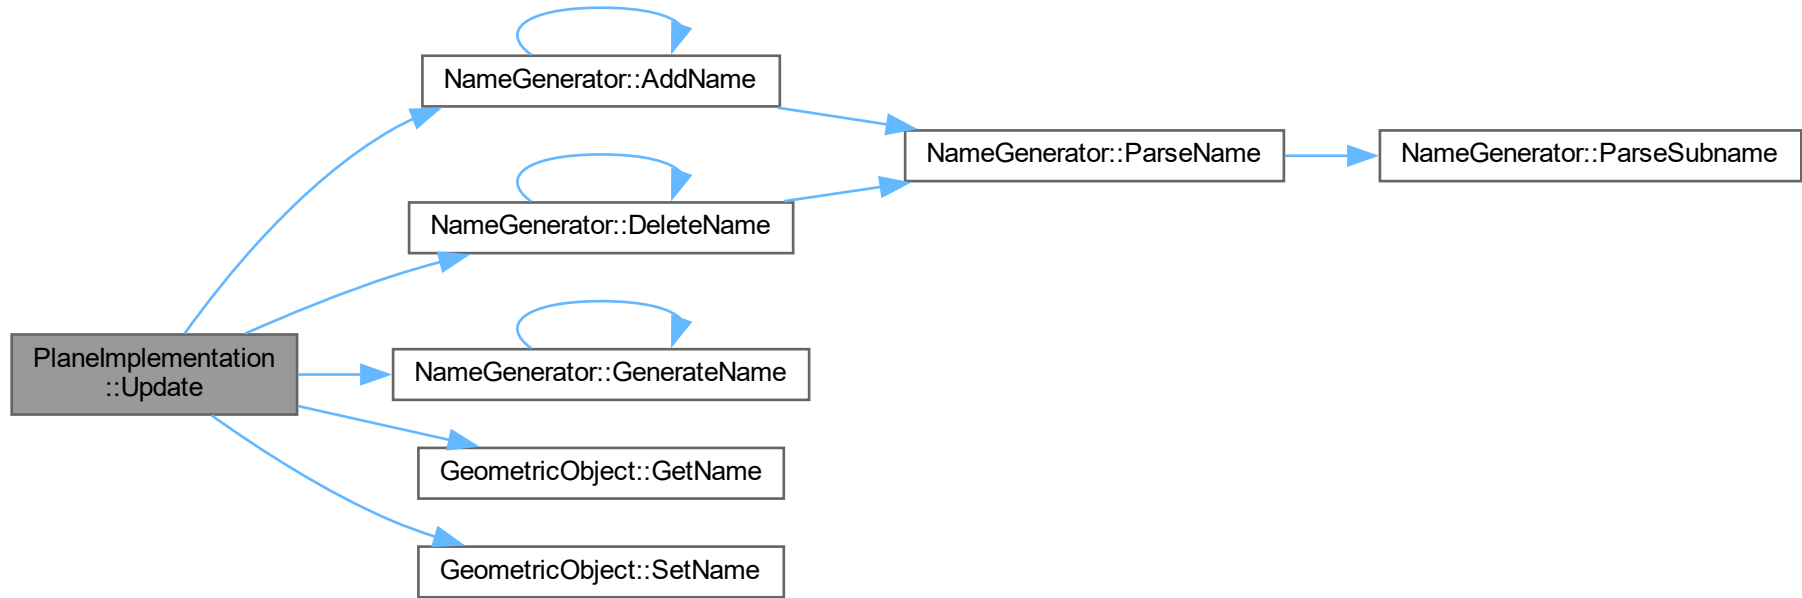 NameGenerator::AddName
NameGenerator::ParseName
NameGenerator::ParseSubname
NameGenerator::DeleteName
PlaneImplementation
::Update
NameGenerator::GenerateName
GeometricObject::GetName
GeometricObject::SetName